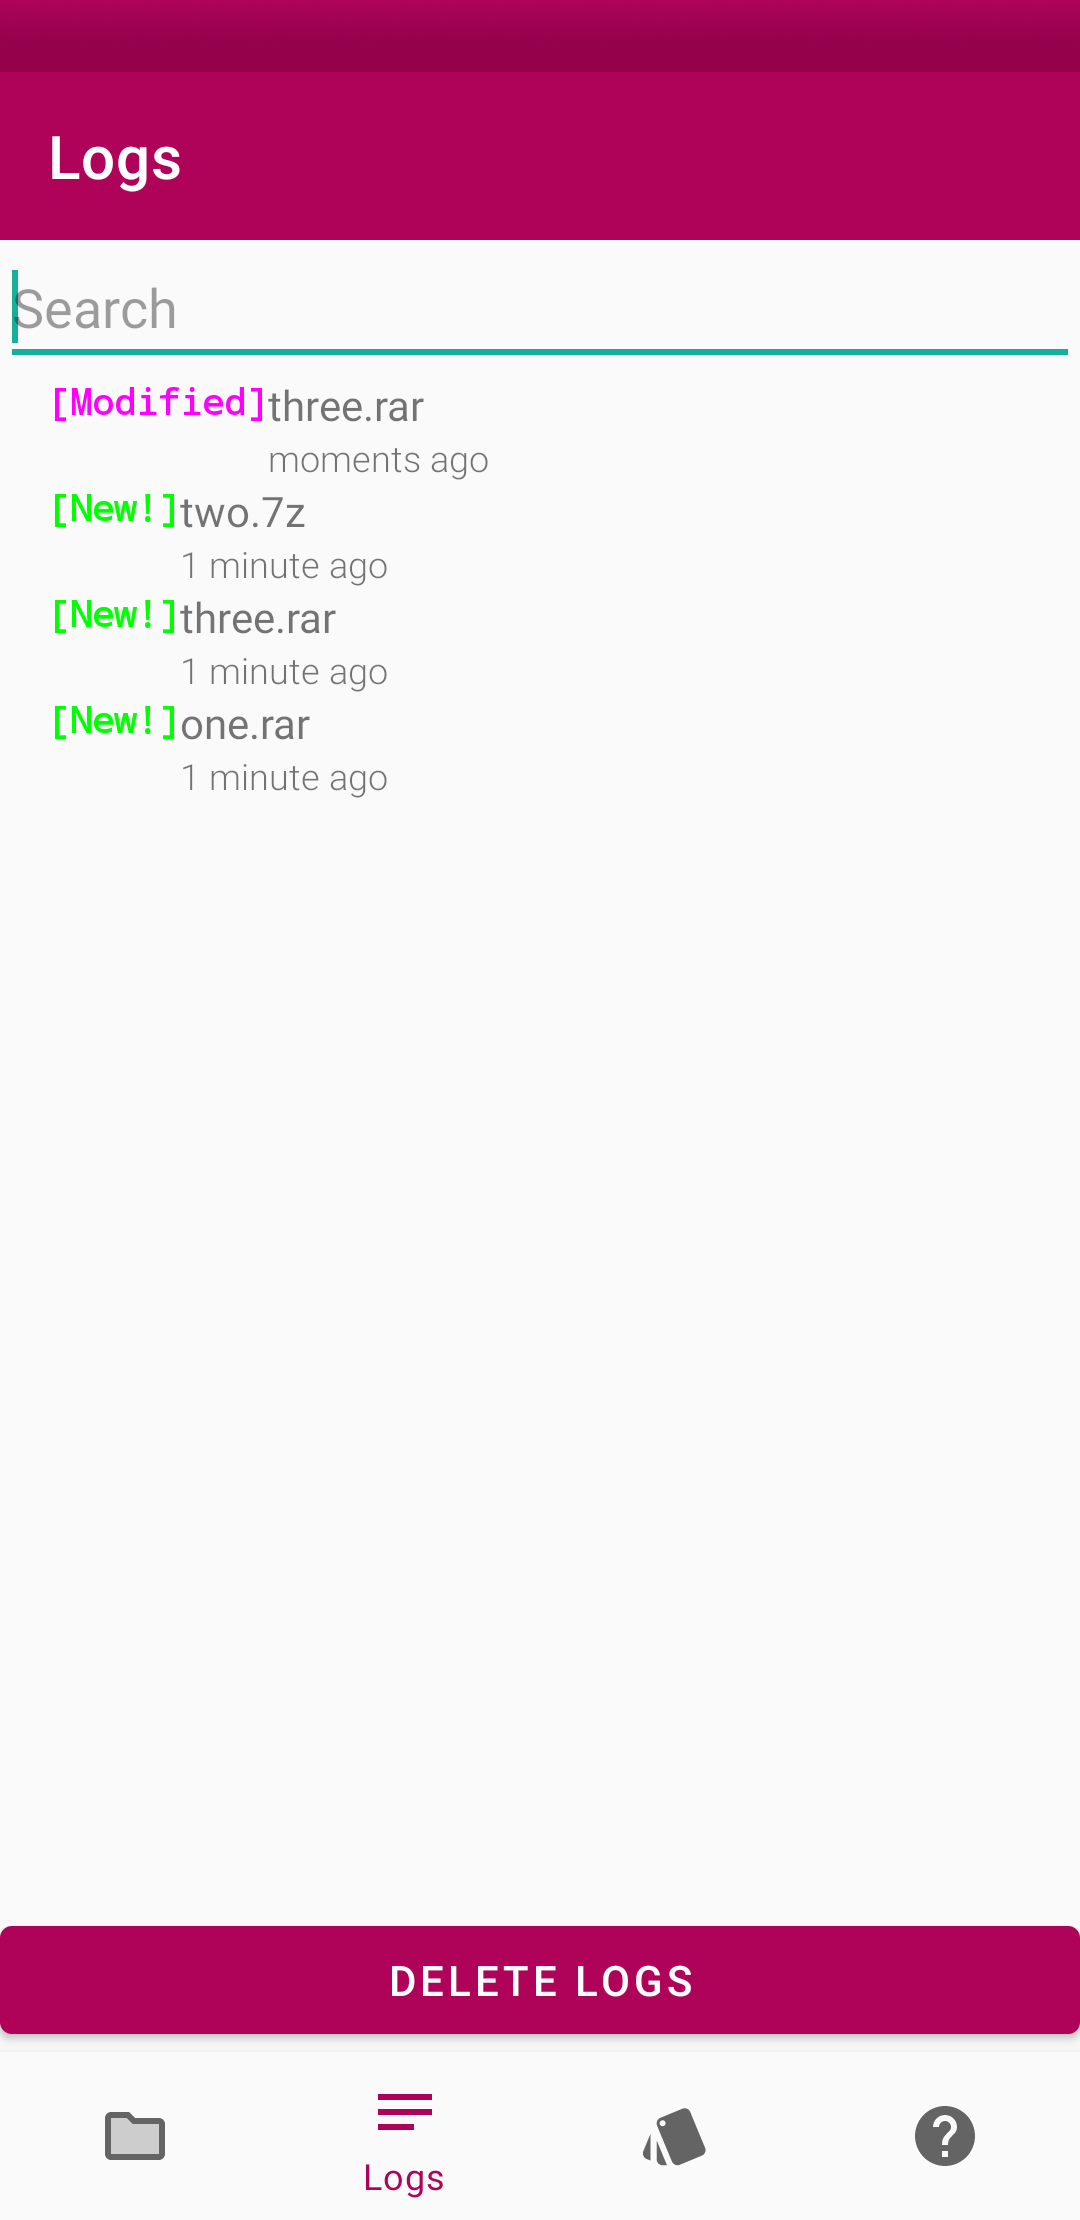 Logs
Search
[Modified]three.rar
moments ago
[New!]two.7z
1 minute ago
[New!]three.rar
1 minute ago
[New!]one.rar
1 minute ago
DELETE LOGS
Logs